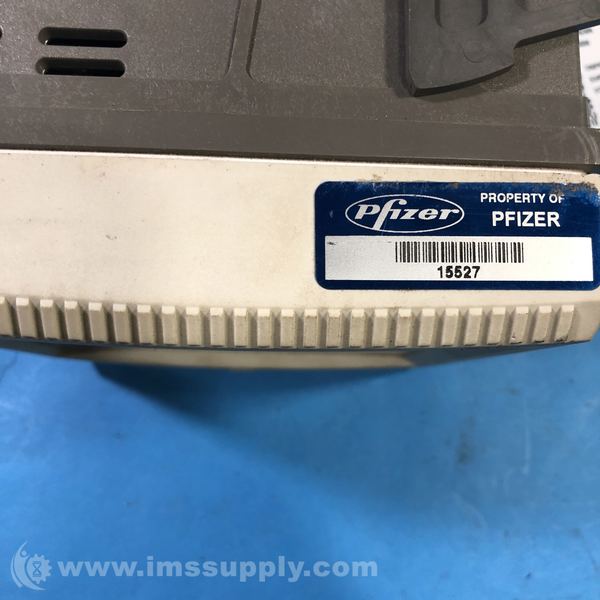 Pfizer
PROPERTY OF
PFIZER
15527
www.imssupply.com